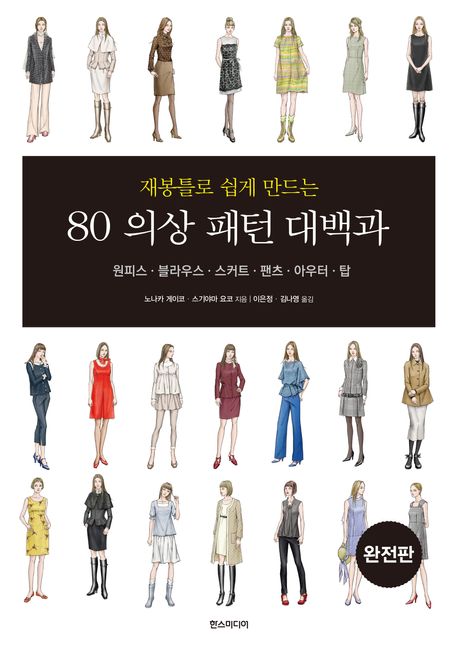 재봉틀로 쉽게 만드는
80 의상 패턴 대백과
원피스 · 블라우스 · 스커트 · 팬츠 · 아우터 · 탑
노나카 게이코 · 스기야마 요코 지음 | 이은정 · 김나영 옮김
완전판
한스미디어